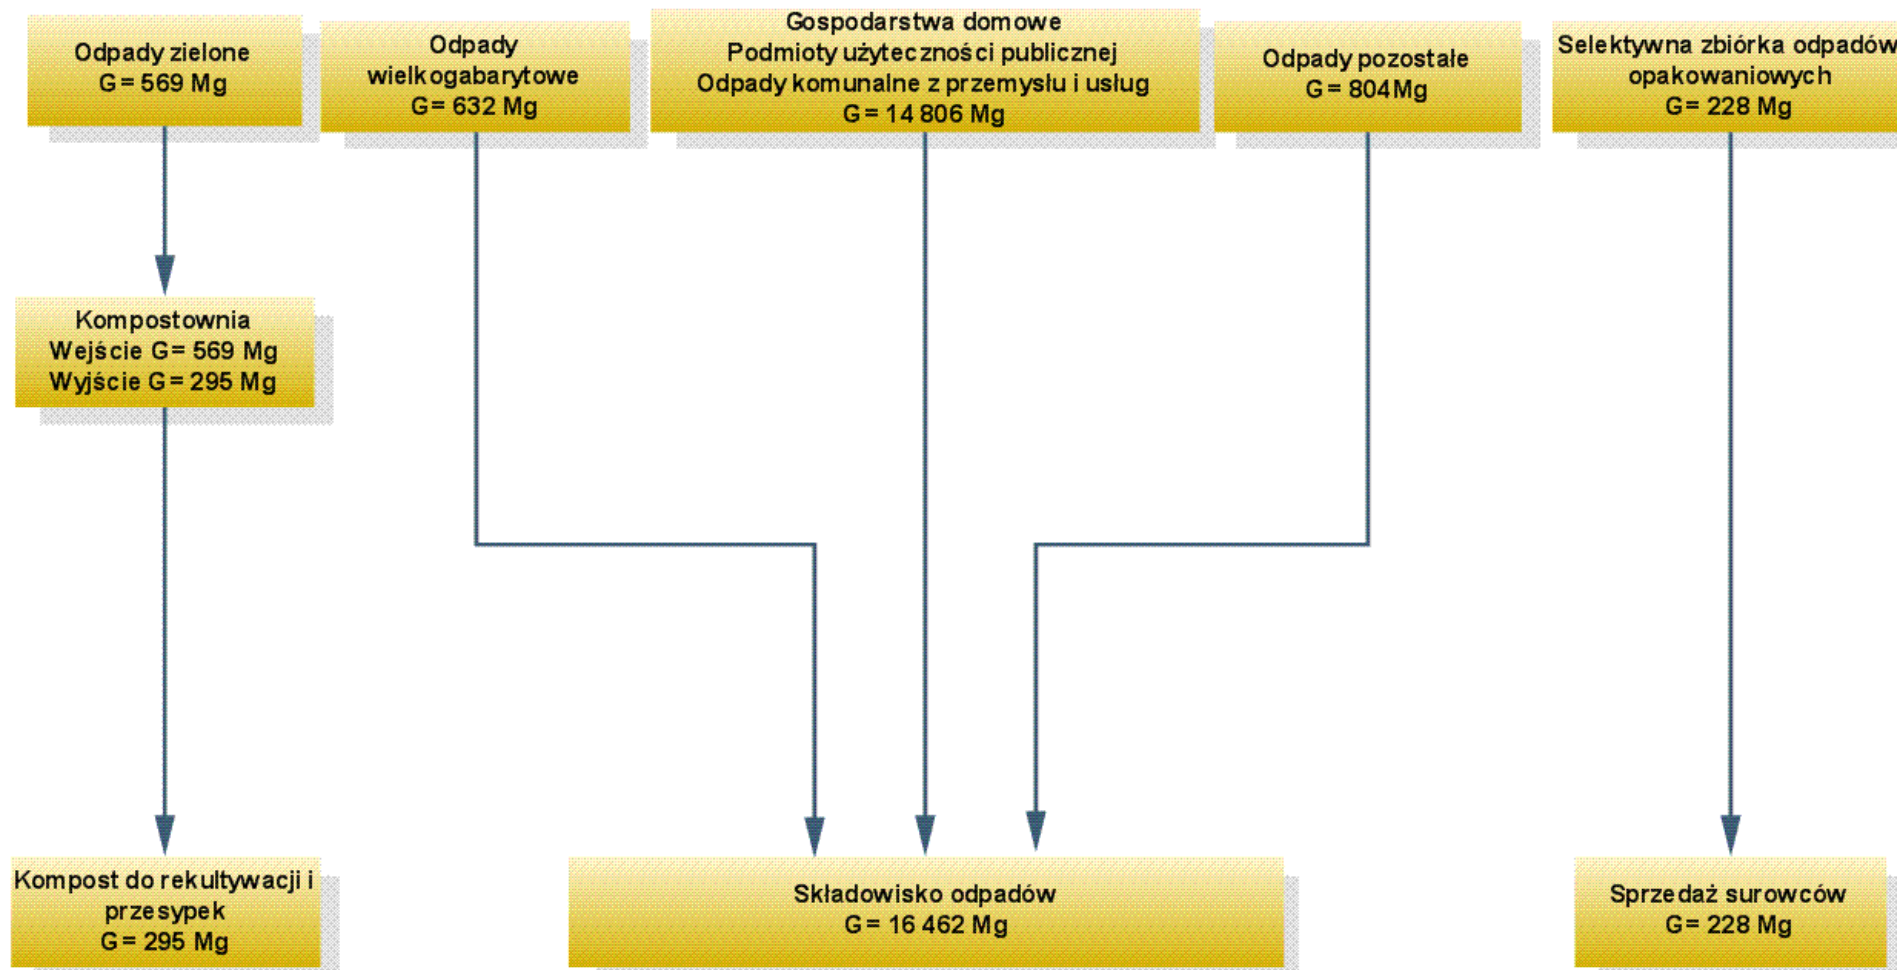 Odpady zielone
G= 569 Mg
Odpady
wielkogabarytowe
G= 632 Mg
Gospodarstwa domowe
Podmioty użyteczności publicznej
Odpady komunalne z przemysłu i usług
G= 14 806 Mg
Odpady pozostałe
G= 804Mg
Selektywna zbiórka odpadów
opakowaniowych
G= 228 Mg
Kompostownia
Wejście G= 569 Mg
Wyjście G= 295 Mg
Kompost do rekultywacji i
przesypek
G= 295 Mg
Składowisko odpadów
G= 16 462 Mg
Sprzedaż surowców
G= 228 Mg